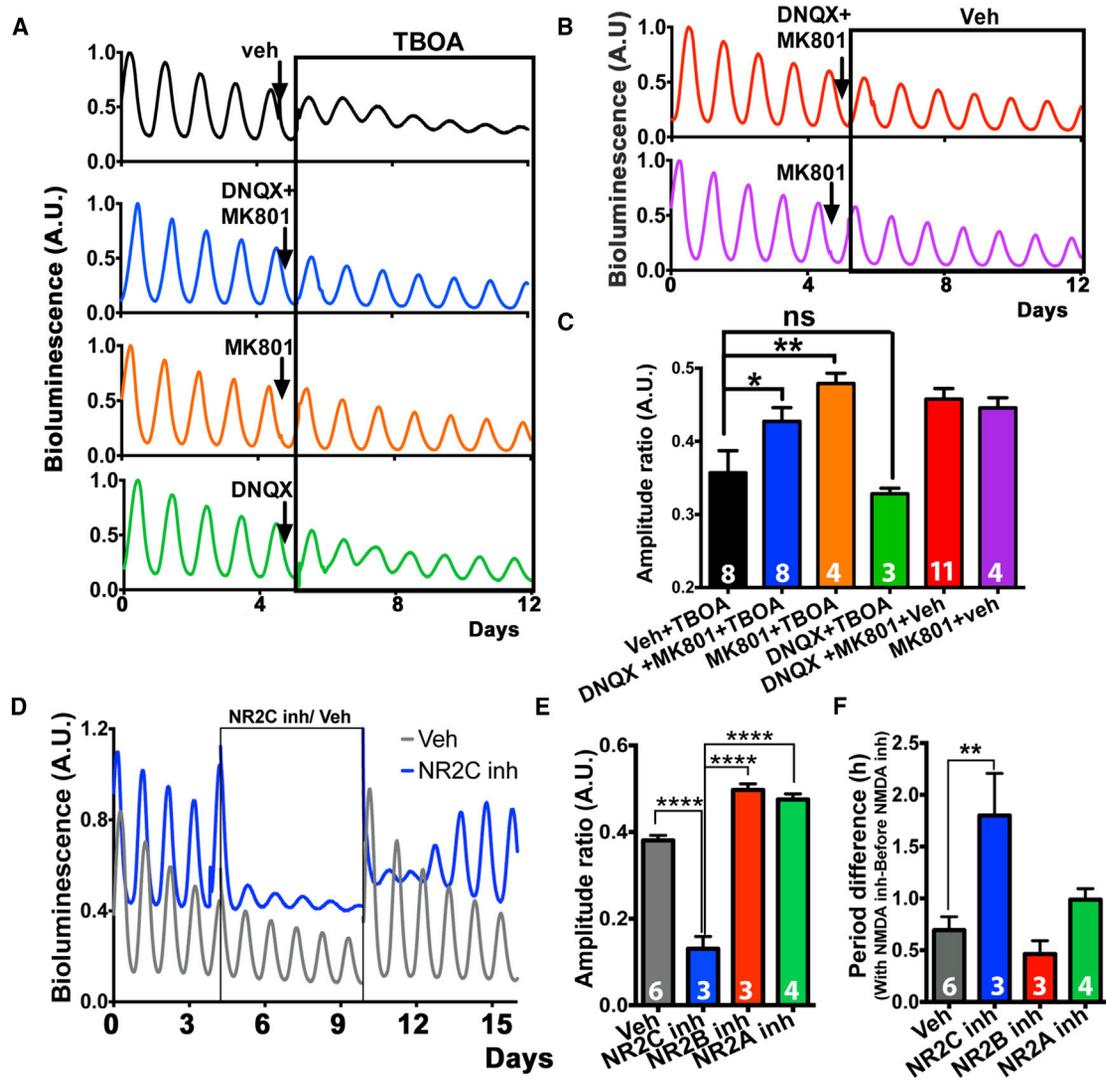 A
TBOA
veh
1.0
0.5
0.0
DNQX+
MK801
1.0
0.5
0.0
MK801
1.0
0.5
0.0
DNQX
1.0
0.5
0.0
0 4 8 12
Days
Bioluminescence (A.U.)
B
DNQX+
MK801
Veh
1.0
0.5
0.0
MK801
1.0
0.5
0.0
0 4 8 12
Days
Bioluminescence (A.U)
C
ns
**
*
0.5
0.4
0.3
0.2
Amplitude ratio (A.U.)
8 8 4 3 11 4
Veh+TBOA
DNQX +MK801+TBOA
MK801+TBOA
DNQX+TBOA
DNQX +MK801+Veh
MK801+veh
D
NR2C inh/ Veh
Veh
NR2C inh
1.2
0.8
0.4
0.0
0 3 6 9 12 15
Days
Bioluminescence (A.U.)
E
****
****
****
0.6
0.4
0.2
0.0
Amplitude ratio (A.U.)
6 3 3 4
Veh
NR2C inh
NR2B inh
NR2A inh
F
**
2.5
2.0
1.5
1.0
0.5
0.0
Period difference (h)
(With NMDA inh-Before NMDA inh)
6 3 3 4
Veh
NR2C inh
NR2B inh
NR2A inh